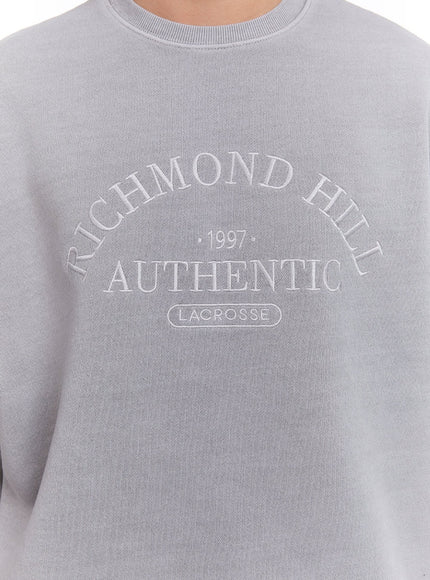 RICHMOND HILL
· 1997 ·
AUTHENTIC
LACROSSE